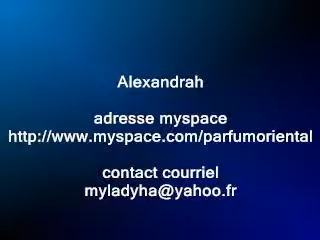 Alexandrah
adresse myspace
http://www.myspace.com/parfumoriental
contact courriel
myladyha@yahoo.fr